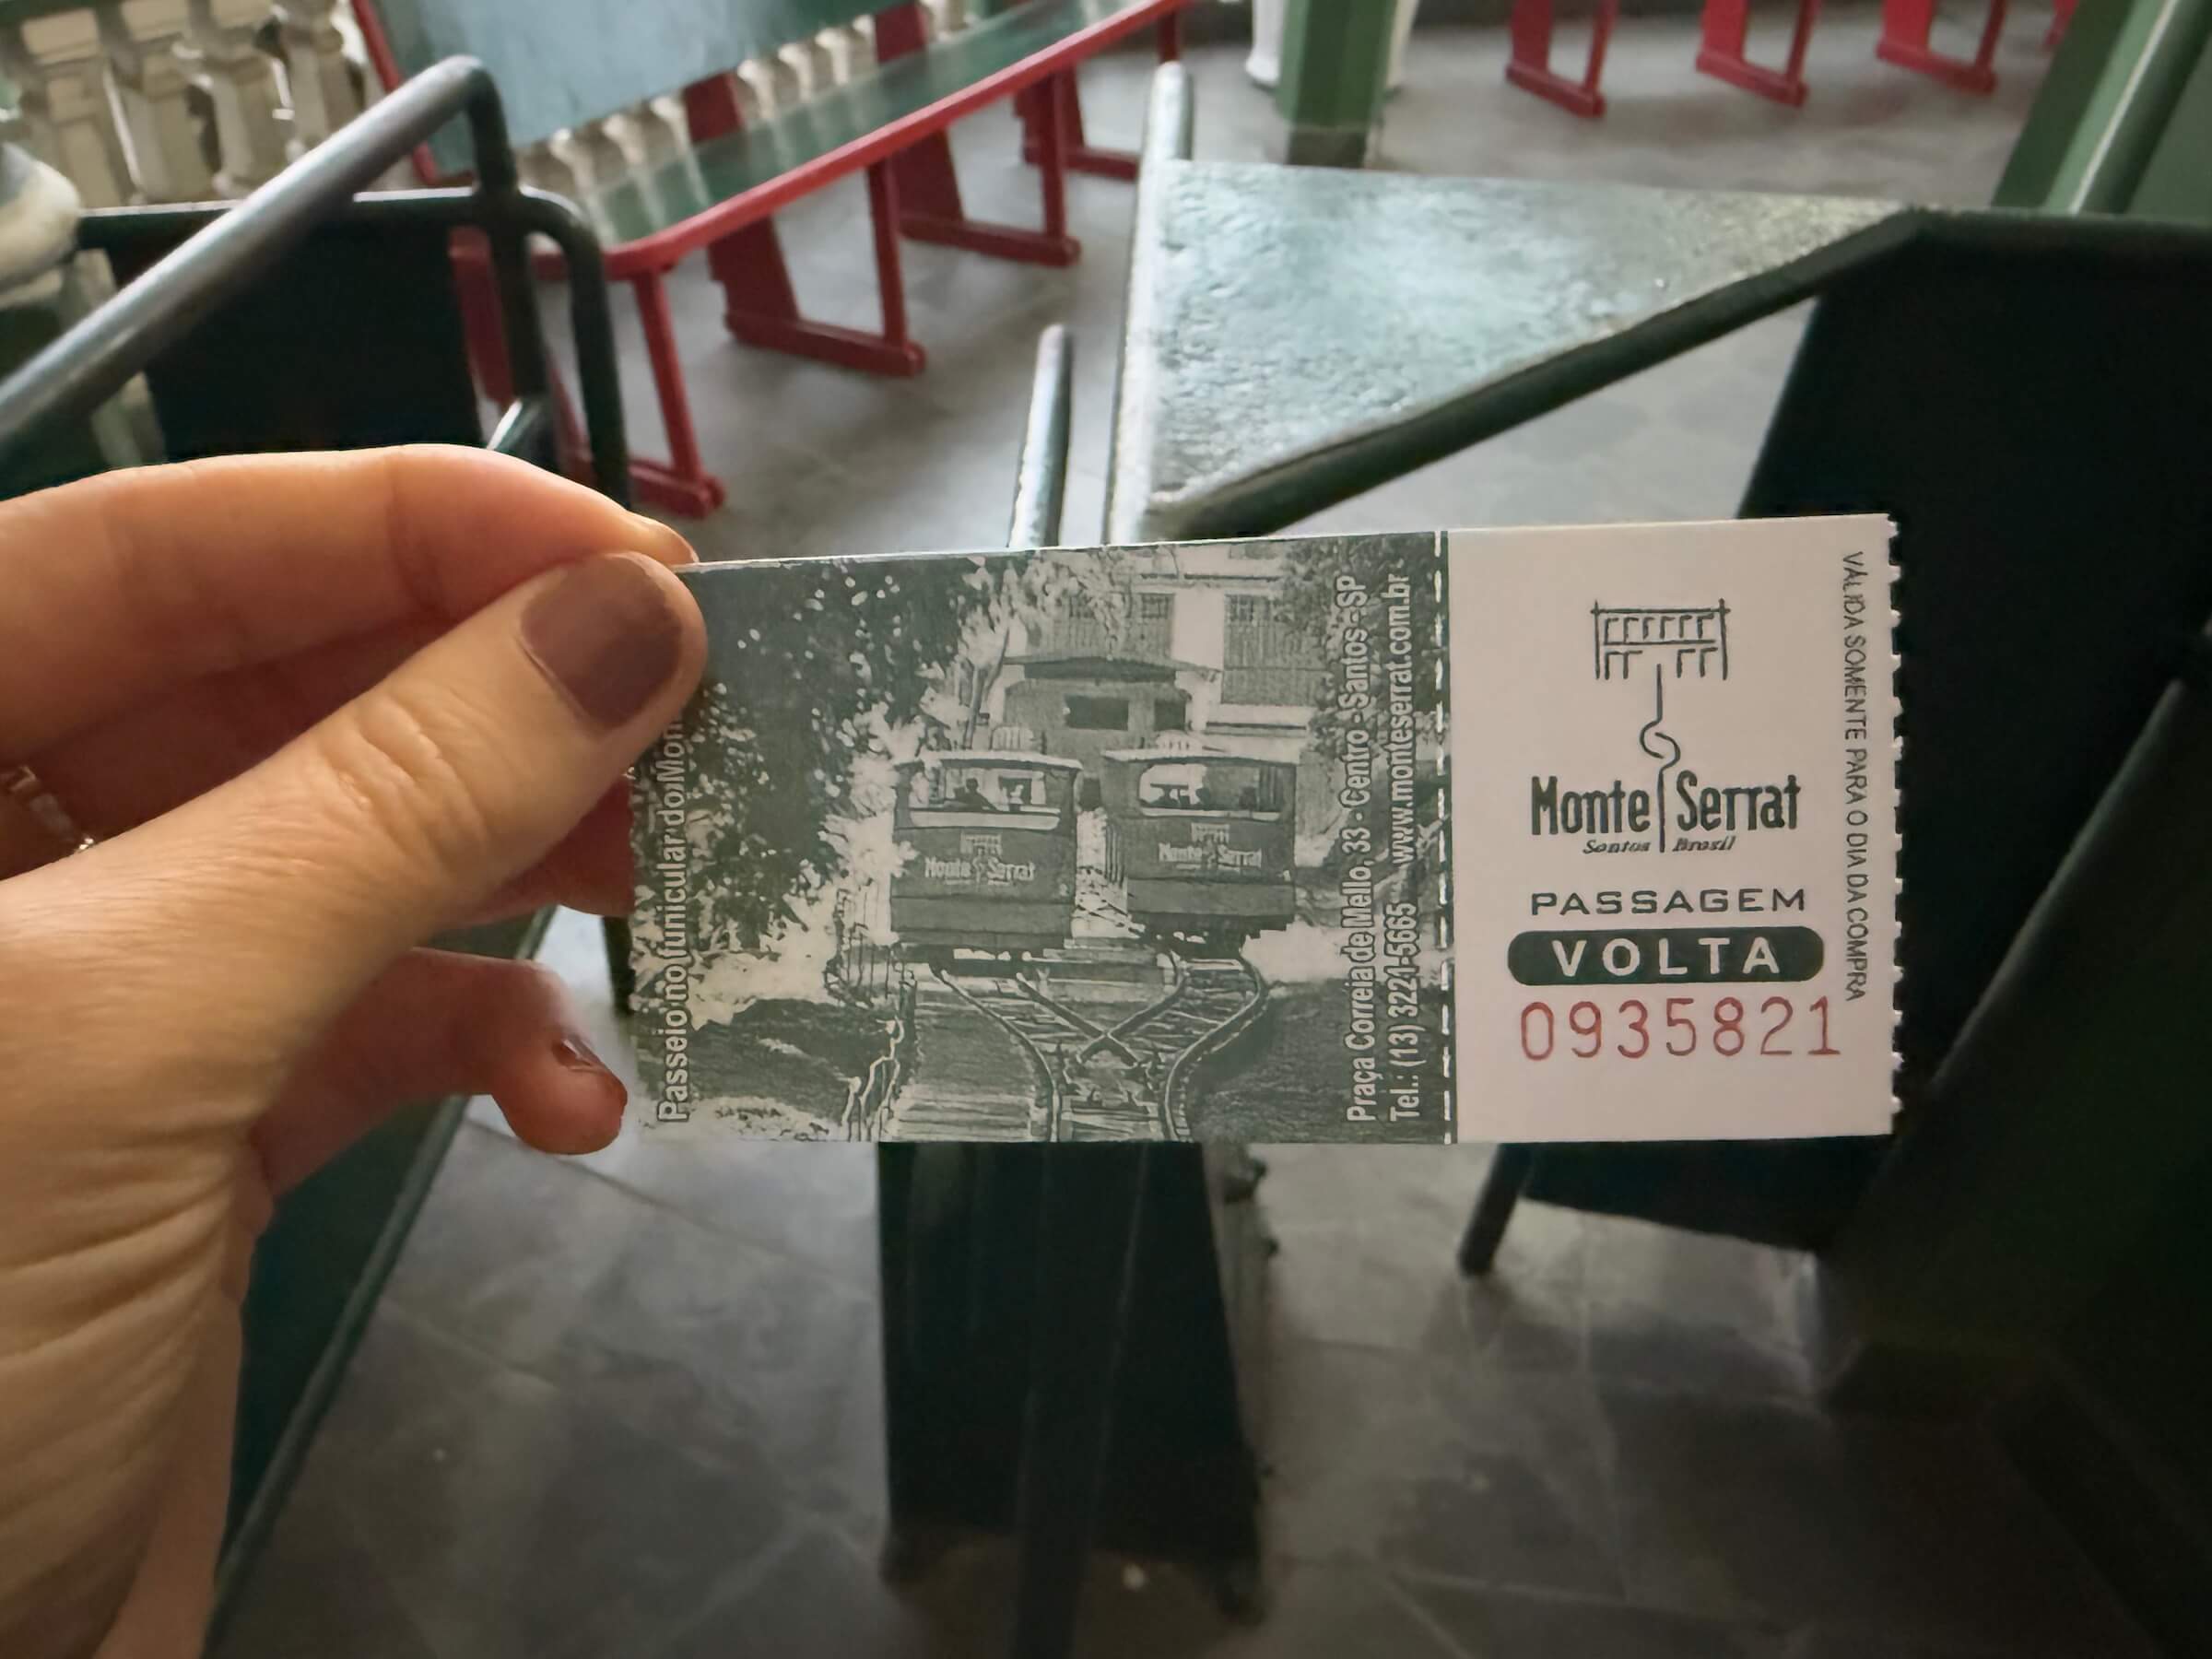 Passeio no funicular do
Monte Serrat
Monte Serrat
Praça Correia de Mello, 33 - Centro - Santos - SP
Tel.: (13) 3221-5665 www.monteserrat.com.br
Monte Serrat
Santos Brasil
PASSAGEM
VOLTA
0935821
VÁLIDA SOMENTE PARA O DIA DA COMPRA